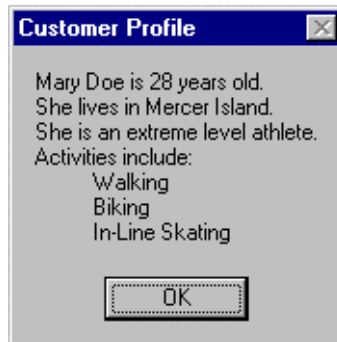 Customer Profile
Mary Doe is 28 years old.
She lives in Mercer Island.
She is an extreme level athlete.
Activities include:
Walking
Biking
In-Line Skating
OK